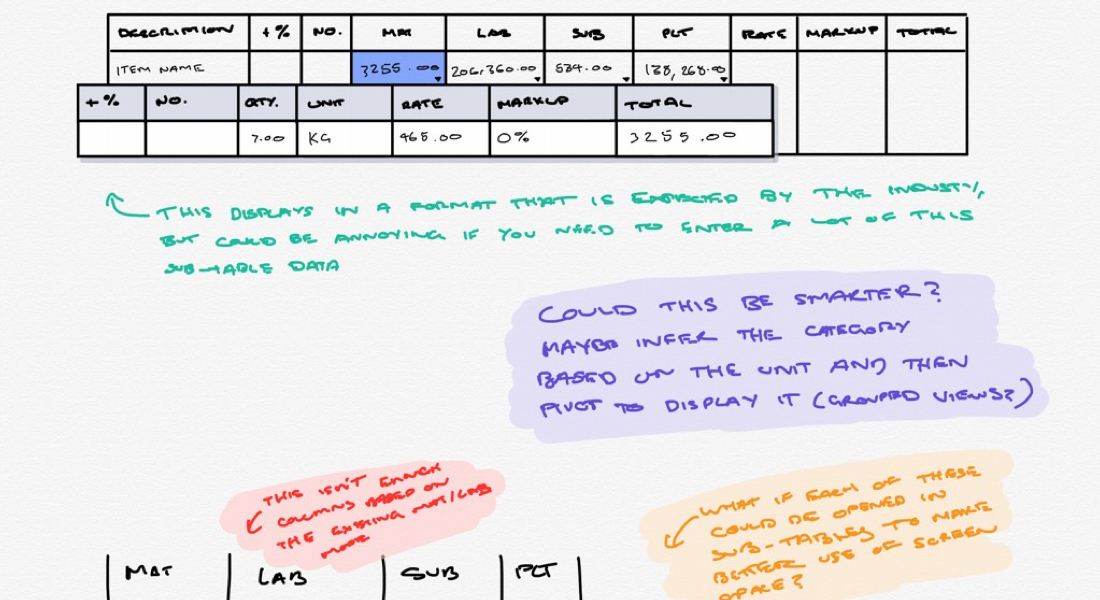 DESCRIPTION +% NO. MAT LAB SUB PLT RATE MARKUP TOTAL
ITEM NAME 3255.00 206,360.00 534.00 138,268.00
+% NO. QTY. UNIT RATE MARKUP TOTAL
7.00 KG 465.00 0% 3255.00
THIS DISPLAYS IN A FORMAT THAT IS EXPECTED BY THE INDUSTY,
BUT COULD BE ANNOYING IF YOU NEED TO ENTER A LOT OF THIS
SUB-TABLE DATA
COULD THIS BE SMARTER?
MAYBE INFER THE CATEGORY
BASED ON THE UNIT AND THEN
PIVOT TO DISPLAY IT (GROUPED VIEWS?)
THIS ISN'T ENOUGH
COLUMNS BASED ON
THE EXISTING MAT/LAB
MODE
WHAT IF EACH OF THESE
COULD BE OPENED IN
SUB-TABLES TO MAKE
BETTER USE OF SCREEN
SPACE?
MAT LAB SUB PLT